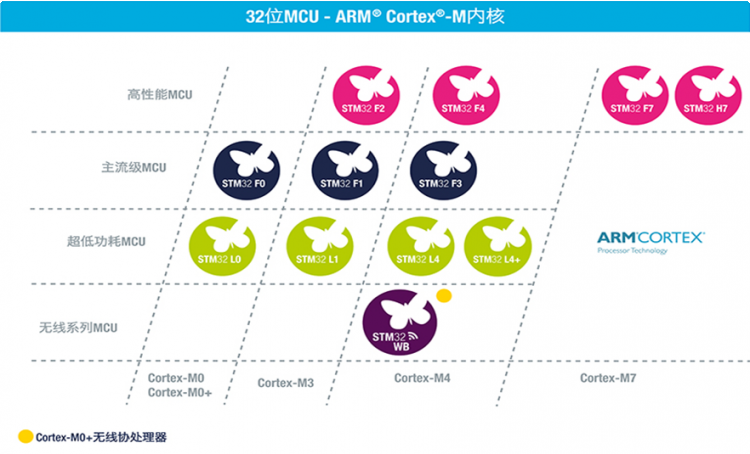 32位MCU - ARM® Cortex®-M内核
高性能MCU
STM32 F2
STM32 F4
STM32 F7
STM32 H7
主流级MCU
STM32 F0
STM32 F1
STM32 F3
超低功耗MCU
STM32 L0
STM32 L1
STM32 L4
STM32 L4+
ARM®CORTEX®
Processor Technology
无线系列MCU
STM32
WB
Cortex-M0
Cortex-M0+
Cortex-M3
Cortex-M4
Cortex-M7
Cortex-M0+无线协处理器